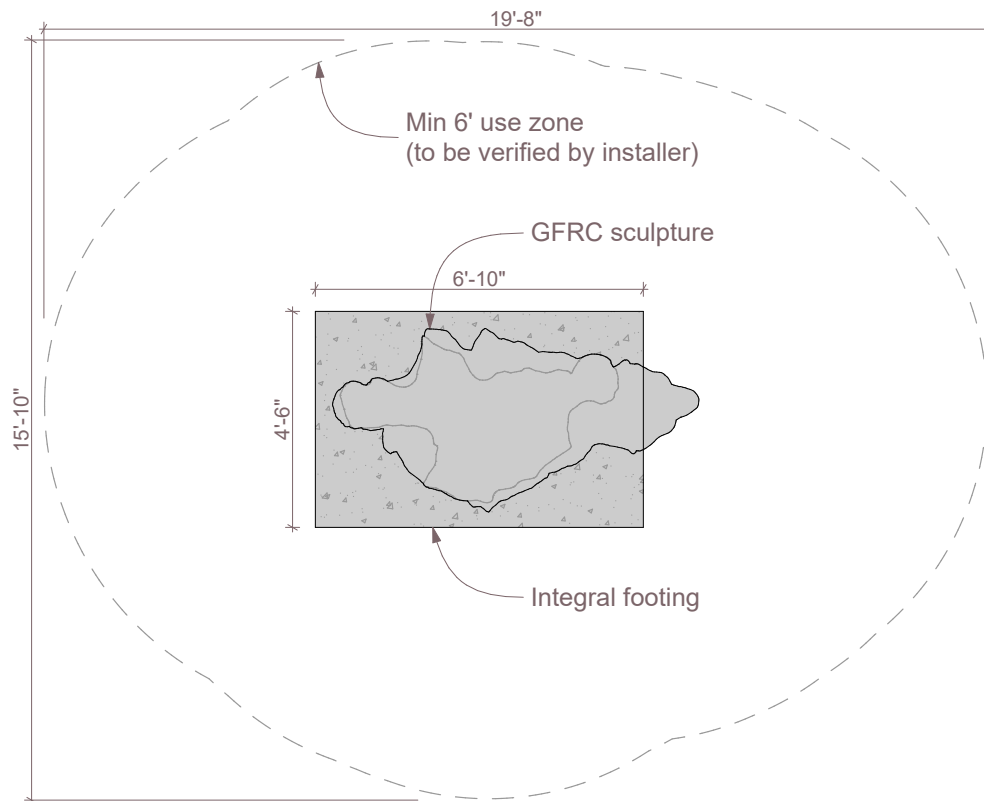 19'-8"
Min 6' use zone
(to be verified by installer)
GFRC sculpture
6'-10"
4'-6"
15'-10"
Integral footing